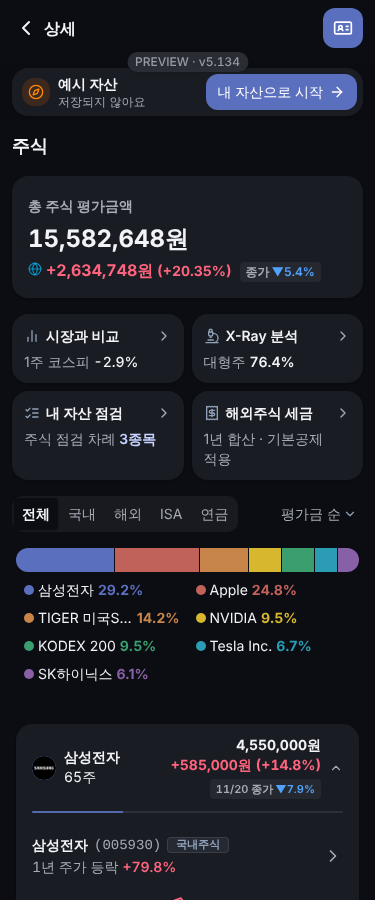 상세
PREVIEW · v5.134
예시 자산
저장되지 않아요
내 자산으로 시작
주식
총 주식 평가금액
15,582,648원
+2,634,748원 (+20.35%) 종가 ▼5.4%
시장과 비교
1주 코스피 -2.9%
X-Ray 분석
대형주 76.4%
내 자산 점검
주식 점검 차례 3종목
해외주식 세금
1년 합산 · 기본공제
적용
전체 국내 해외 ISA 연금 평가금 순
삼성전자 29.2% Apple 24.8%
TIGER 미국S... 14.2% NVIDIA 9.5%
KODEX 200 9.5% Tesla Inc. 6.7%
SK하이닉스 6.1%
SAMSUNG
삼성전자
65주
4,550,000원
+585,000원 (+14.8%)
11/20 종가 ▼7.9%
삼성전자 (005930) 국내주식
1년 주가 등락 +79.8%